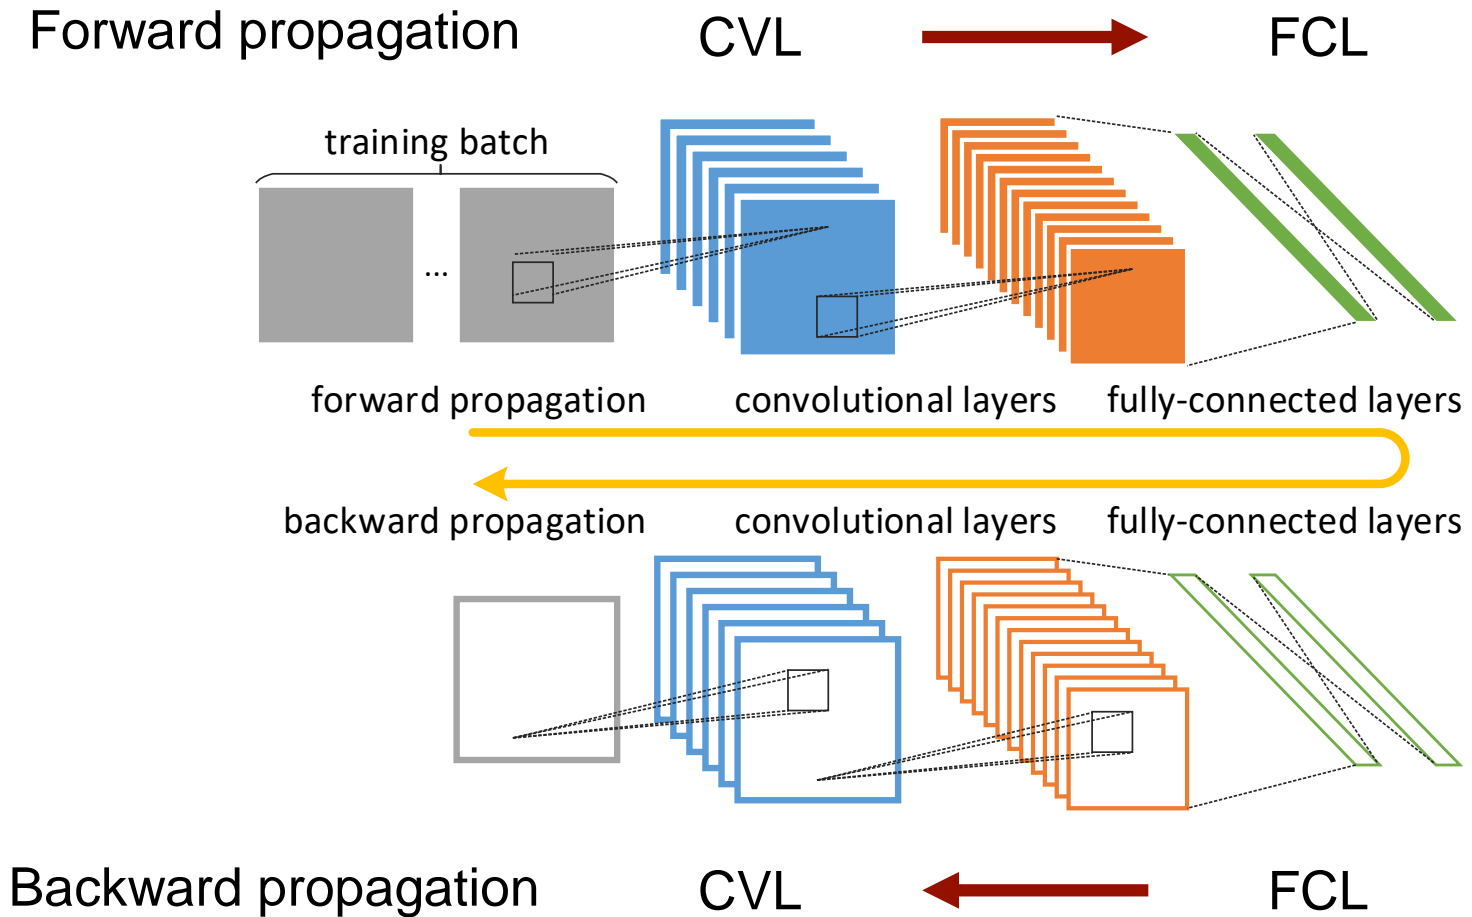 Forward propagation CVL FCL
training batch
...
forward propagation convolutional layers fully-connected layers
backward propagation convolutional layers fully-connected layers
Backward propagation CVL FCL